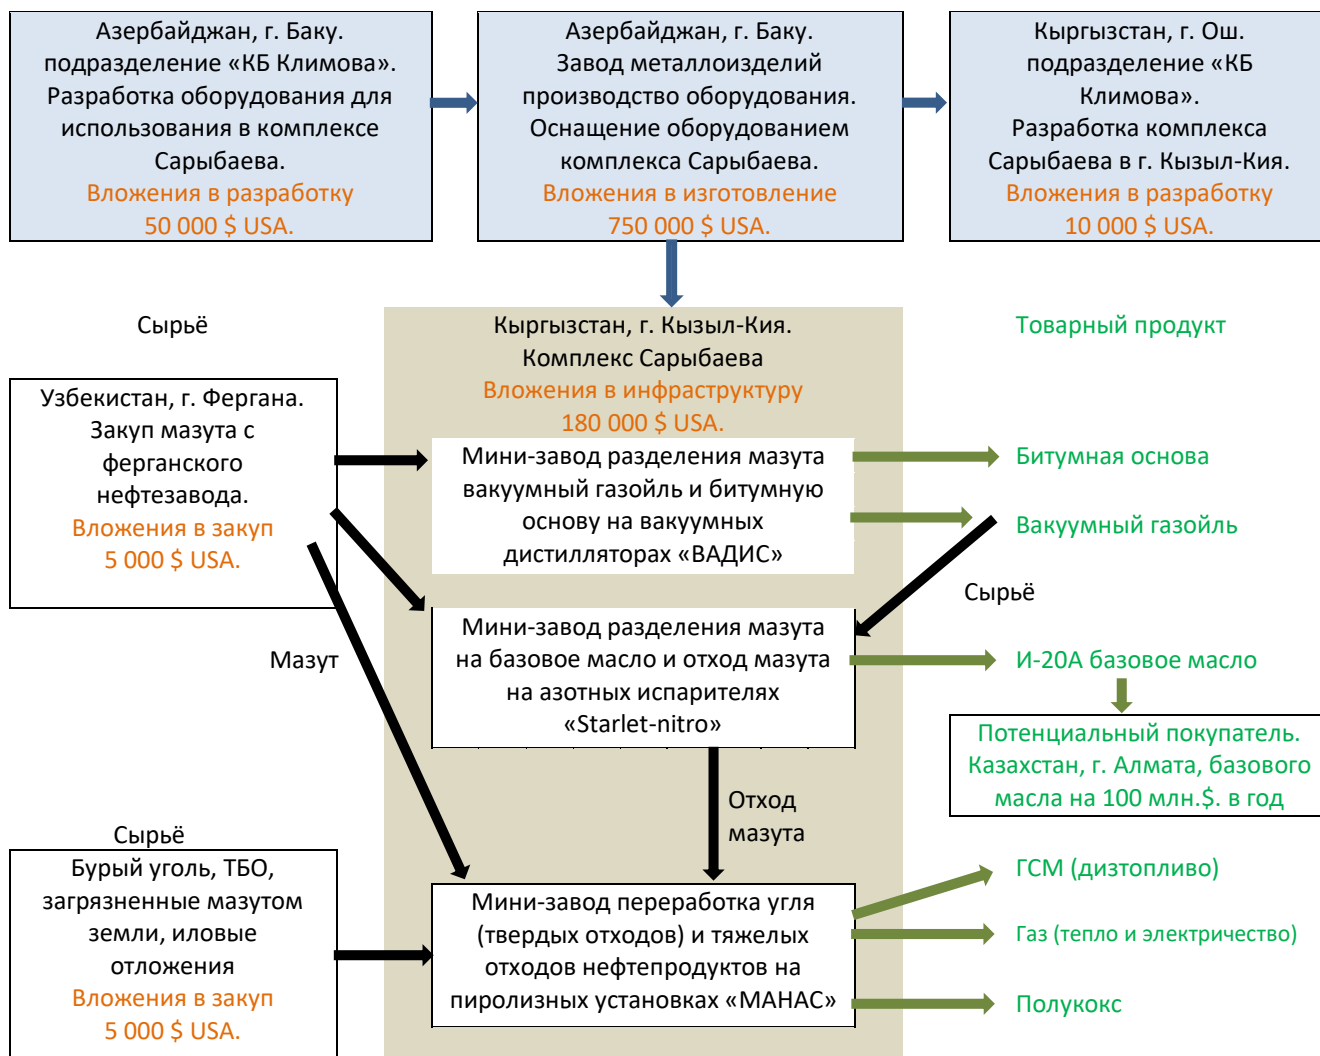 Азербайджан, г. Баку.
подразделение «КБ Климова».
Разработка оборудования для
использования в комплексе
Сарыбаева.
Вложения в разработку
50 000 $ USA.
Азербайджан, г. Баку.
Завод металлоизделий
производство оборудования.
Оснащение оборудованием
комплекса Сарыбаева.
Вложения в изготовление
750 000 $ USA.
Кыргызстан, г. Ош.
подразделение «КБ
Климова».
Разработка комплекса
Сарыбаева в г. Кызыл-Кия.
Вложения в разработку
10 000 $ USA.
Сырьё
Кыргызстан, г. Кызыл-Кия.
Комплекс Сарыбаева
Вложения в инфраструктуру
180 000 $ USA.
Товарный продукт
Узбекистан, г. Фергана.
Закуп мазута с
ферганского
нефтезавода.
Вложения в закуп
5 000 $ USA.
Мини-завод разделения мазута
вакуумный газойль и битумную
основу на вакуумных
дистилляторах «ВАДИС»
Битумная основа
Вакуумный газойль
Сырьё
Мазут
Мини-завод разделения мазута
на базовое масло и отход мазута
на азотных испарителях
«Starlet-nitro»
И-20А базовое масло
Потенциальный покупатель.
Казахстан, г. Алмата, базового
масла на 100 млн.$. в год
Отход
мазута
Сырьё
Бурый уголь, ТБО,
загрязненные мазутом
земли, иловые
отложения
Вложения в закуп
5 000 $ USA.
Мини-завод переработка угля
(твердых отходов) и тяжелых
отходов нефтепродуктов на
пиролизных установках «МАНАС»
ГСМ (дизтопливо)
Газ (тепло и электричество)
Полукокс